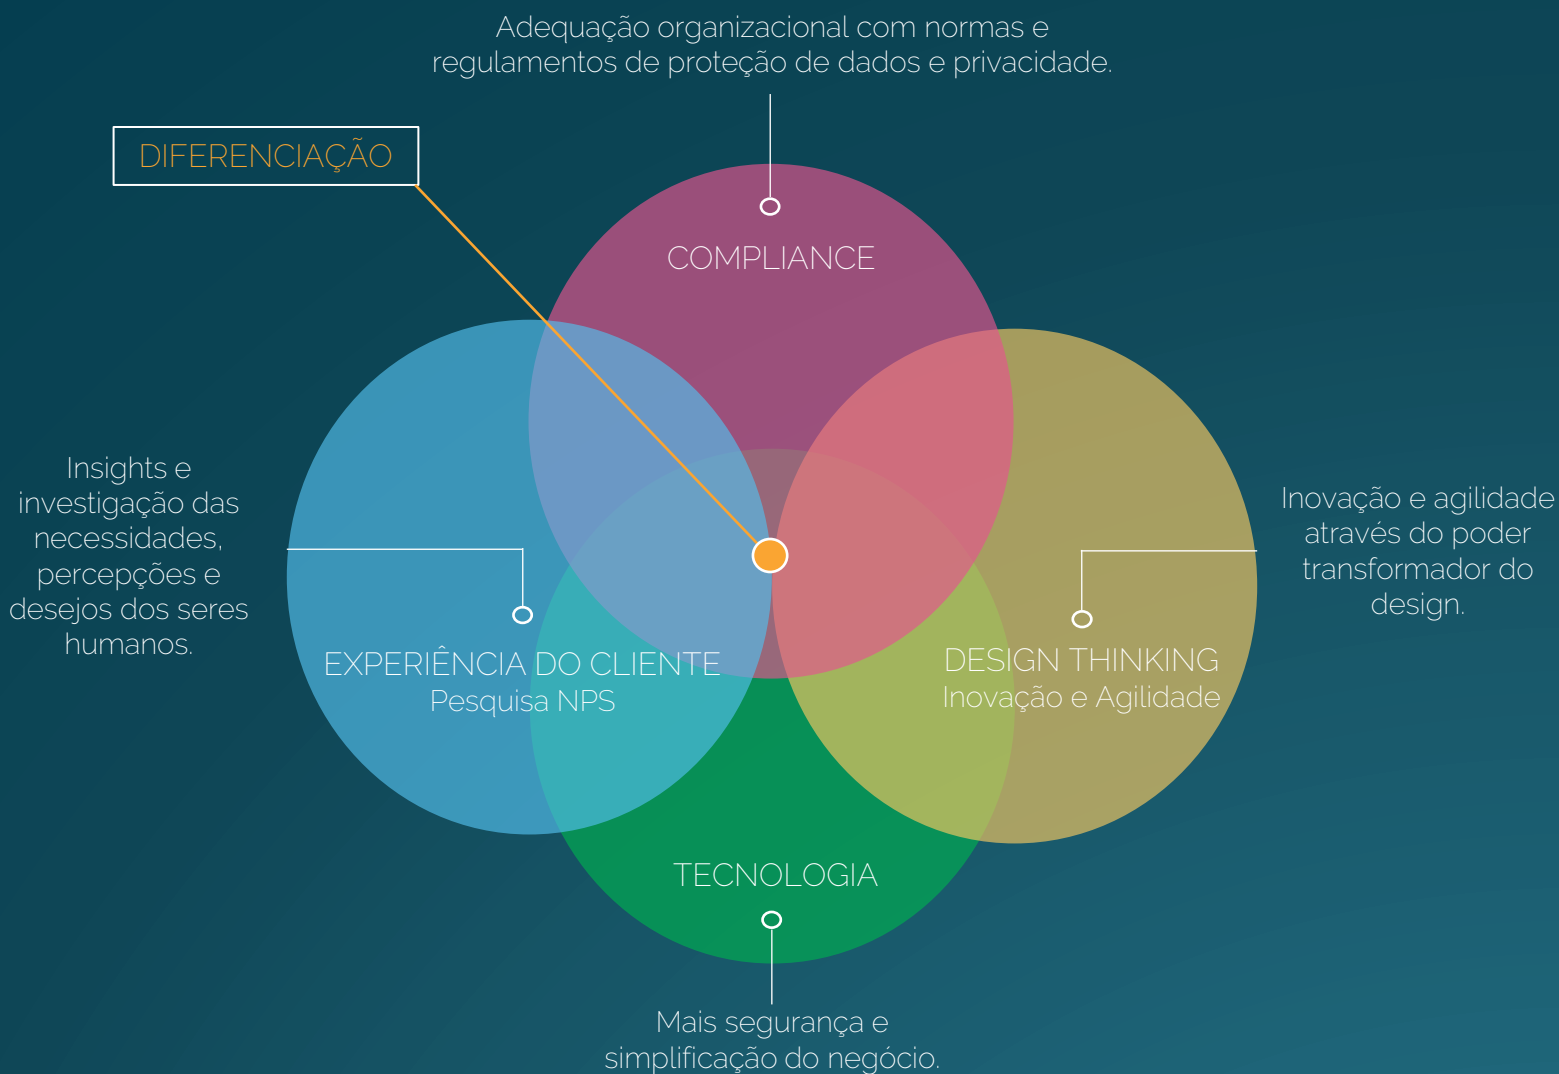 Adequação organizacional com normas e
regulamentos de proteção de dados e privacidade.
DIFERENCIAÇÃO
COMPLIANCE
Insights e
investigação das
necessidades,
percepções e
desejos dos seres
humanos.
Inovação e agilidade
através do poder
transformador do
design.
EXPERIÊNCIA DO CLIENTE
Pesquisa NPS
DESIGN THINKING
Inovação e Agilidade
TECNOLOGIA
Mais segurança e
simplificação do negócio.